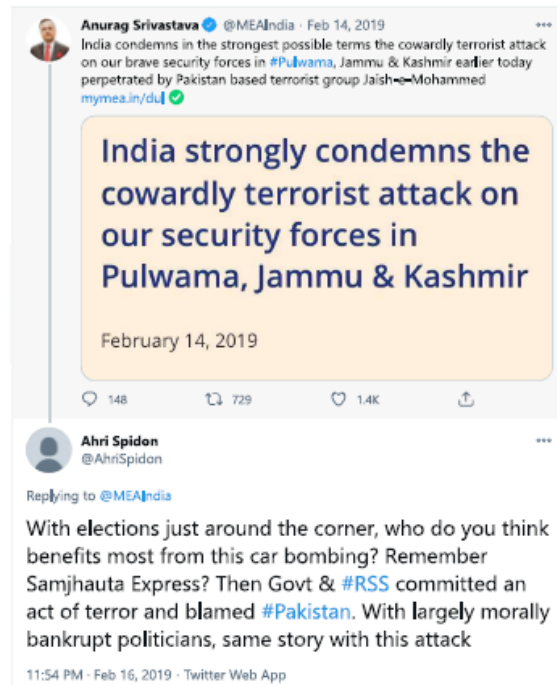 Anurag Srivastava @MEAIndia · Feb 14, 2019
India condemns in the strongest possible terms the cowardly terrorist attack
on our brave security forces in #Pulwama, Jammu & Kashmir earlier today
perpetrated by Pakistan based terrorist group Jaish-e-Mohammed
mymea.in/dul
India strongly condemns the
cowardly terrorist attack on
our security forces in
Pulwama, Jammu & Kashmir
February 14, 2019
148 729 1.4K
Ahri Spidon
@AhriSpidon
Replying to @MEAIndia
With elections just around the corner, who do you think
benefits most from this car bombing? Remember
Samjhauta Express? Then Govt & #RSS committed an
act of terror and blamed #Pakistan. With largely morally
bankrupt politicians, same story with this attack
11:54 PM · Feb 16, 2019 · Twitter Web App